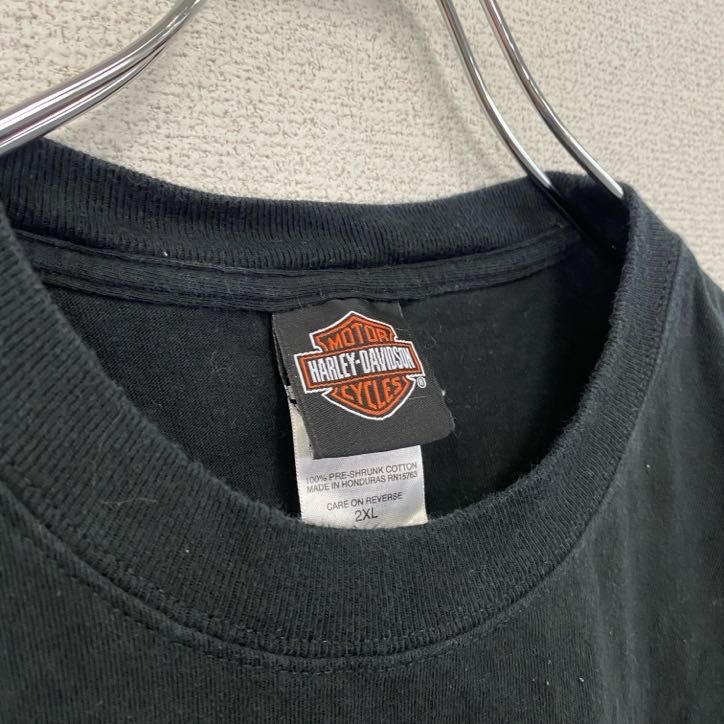 MOTOR
HARLEY-DAVIDSON
CYCLES
®
100% PRE-SHRUNK COTTON
MADE IN HONDURAS RN15763
CARE ON REVERSE
2XL